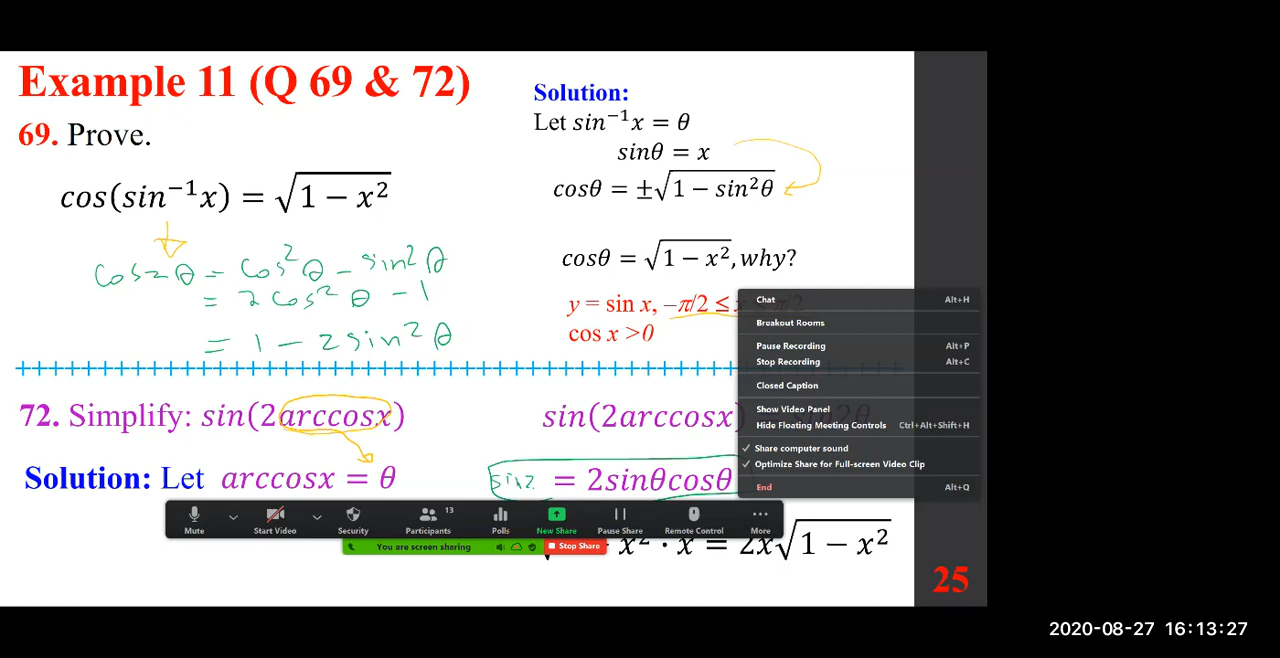 Example 11 (Q 69 & 72)
69. Prove.
cos(sin⁻¹x) = √(1 − x²)
cos2θ = cos²θ − sin²θ
= 2cos²θ − 1
= 1 − 2sin²θ
Solution:
Let sin⁻¹x = θ
sinθ = x
cosθ = ±√(1 − sin²θ)
cosθ = √(1 − x²), why?
y = sin x, −π/2 ≤ x
cos x >0
72. Simplify: sin(2arccosx)
Solution: Let arccosx = θ
sin(2arccosx)
sin2 = 2sinθcosθ
x² · x = 2x√(1 − x²)
25
Chat Alt+H
Breakout Rooms
Pause Recording Alt+P
Stop Recording Alt+C
Closed Caption
Show Video Panel
Hide Floating Meeting Controls Ctrl+Alt+Shift+H
Share computer sound
Optimize Share for Full-screen Video Clip
End Alt+Q
Mute
Start Video
Security
Participants 13
Polls
New Share
Pause Share
Remote Control
More
You are screen sharing
Stop Share
2020-08-27 16:13:27